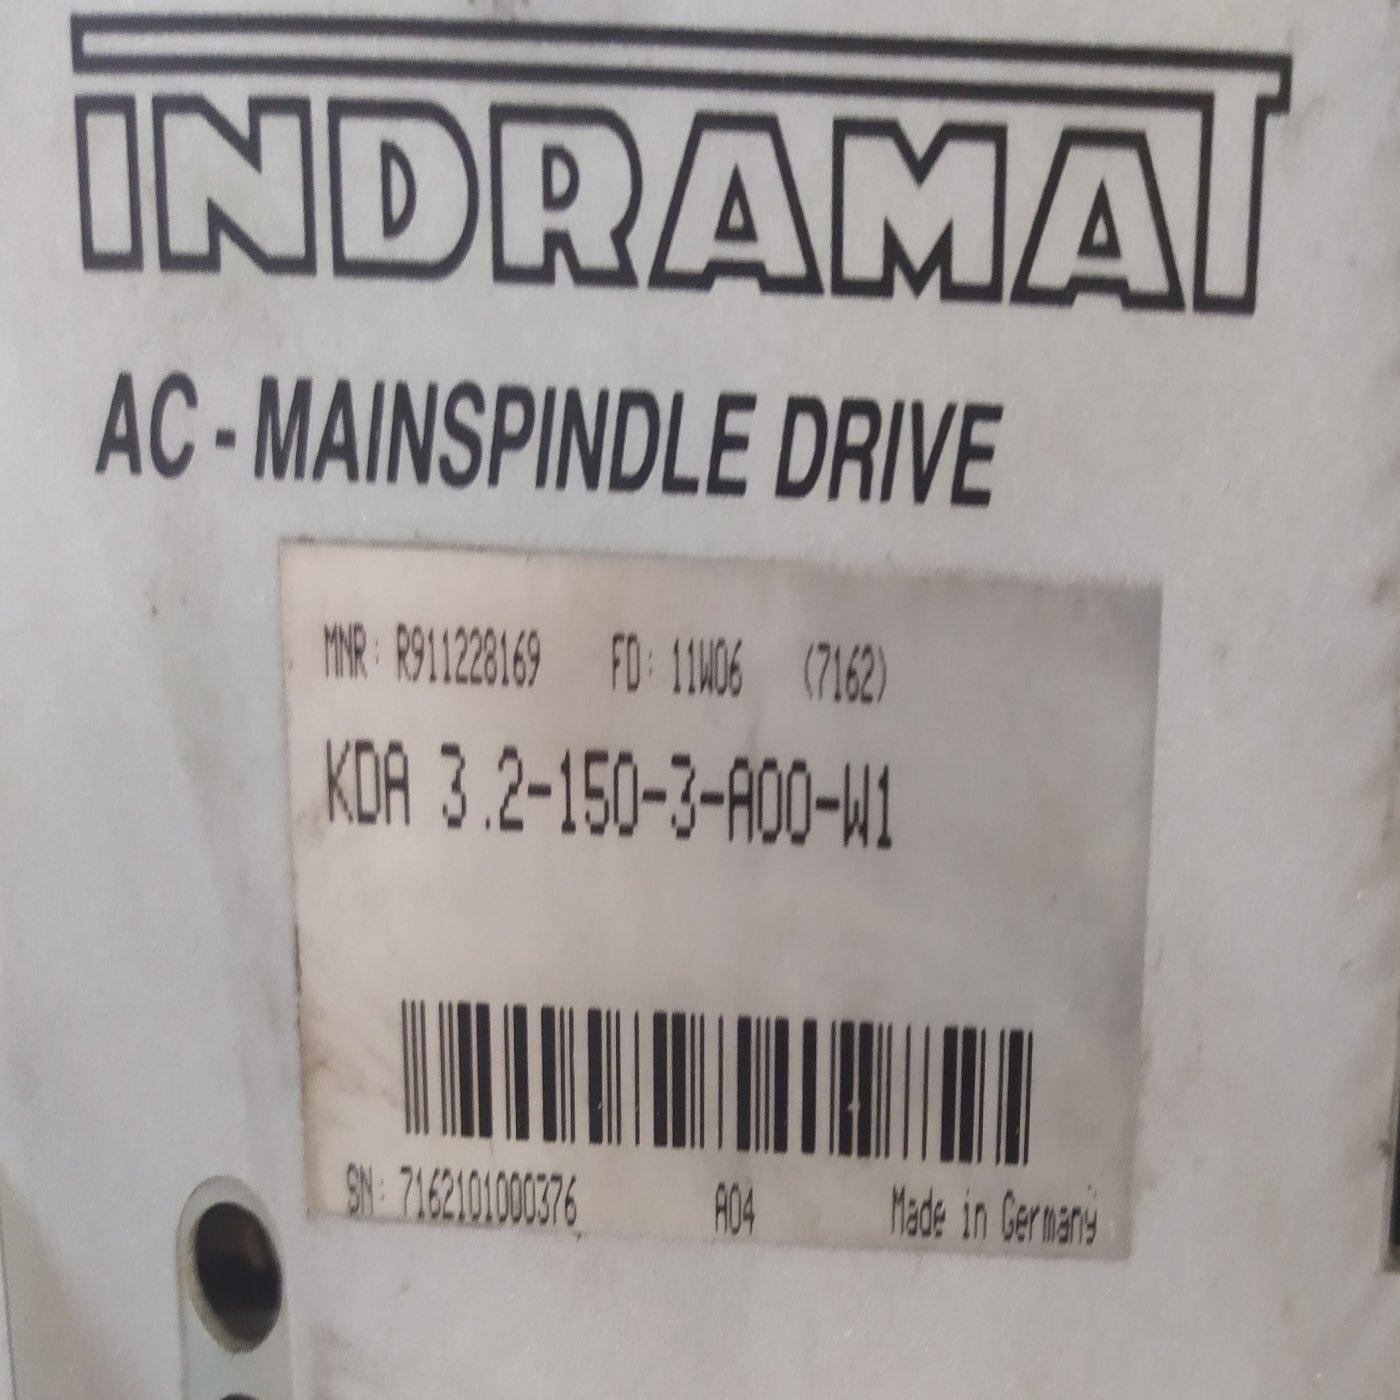 INDRAMAT
AC - MAINSPINDLE DRIVE
MNR: R911228169 FD: 11W06 (7162)
KDA 3.2-150-3-A00-W1
SN: 7162101000376 A04 Made in Germany